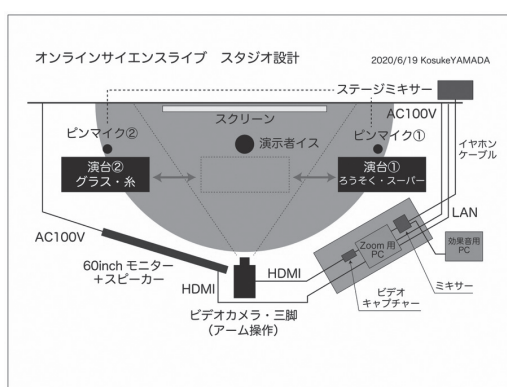 オンラインサイエンスライブ　スタジオ設計
2020/6/19 KosukeYAMADA
ステージミキサー
AC100V
スクリーン
ピンマイク②
演示者イス
ピンマイク①
イヤホン
ケーブル
演台②
グラス・糸
演台①
ろうそく・スーパー
LAN
AC100V
Zoom 用
PC
効果音用
PC
60inch モニター
＋スピーカー
HDMI
HDMI
ミキサー
ビデオ
キャプチャー
ビデオカメラ・三脚
（アーム操作）